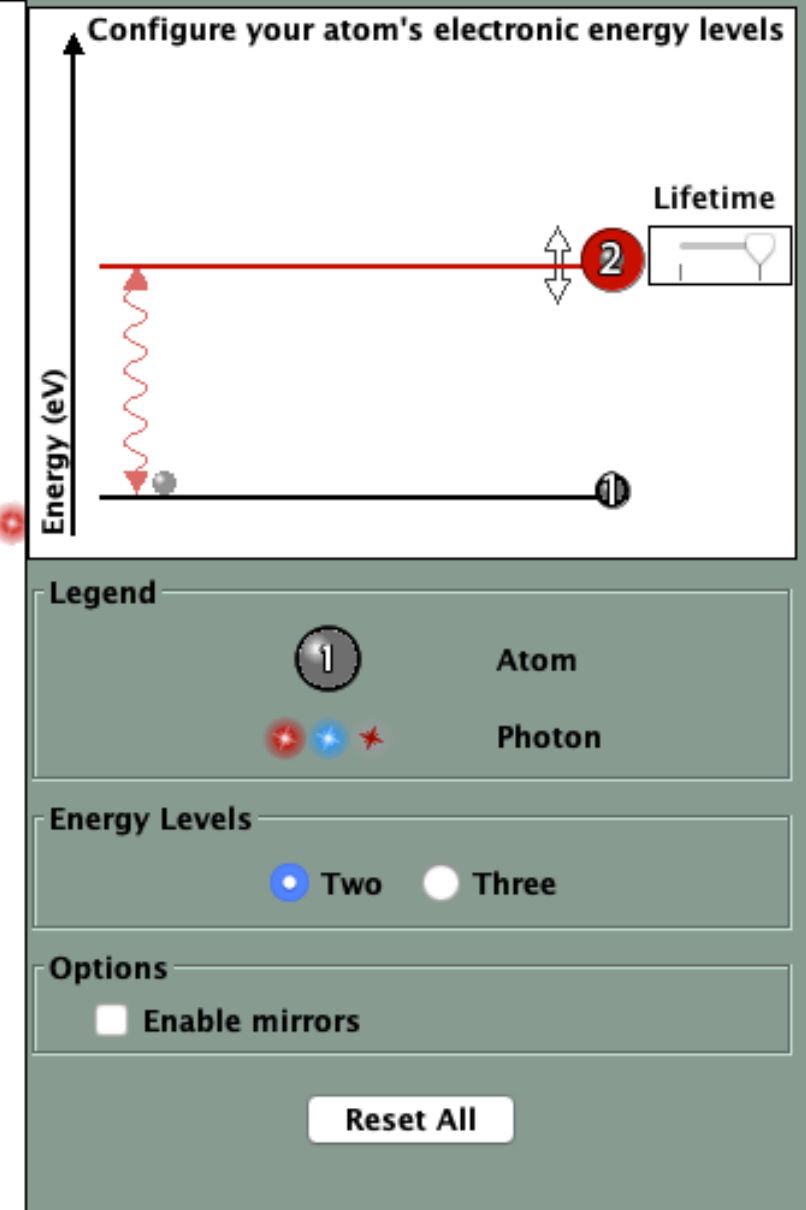 Configure your atom's electronic energy levels
Lifetime
2
Energy (eV)
1
Legend
1 Atom
Photon
Energy Levels
Two Three
Options
Enable mirrors
Reset All